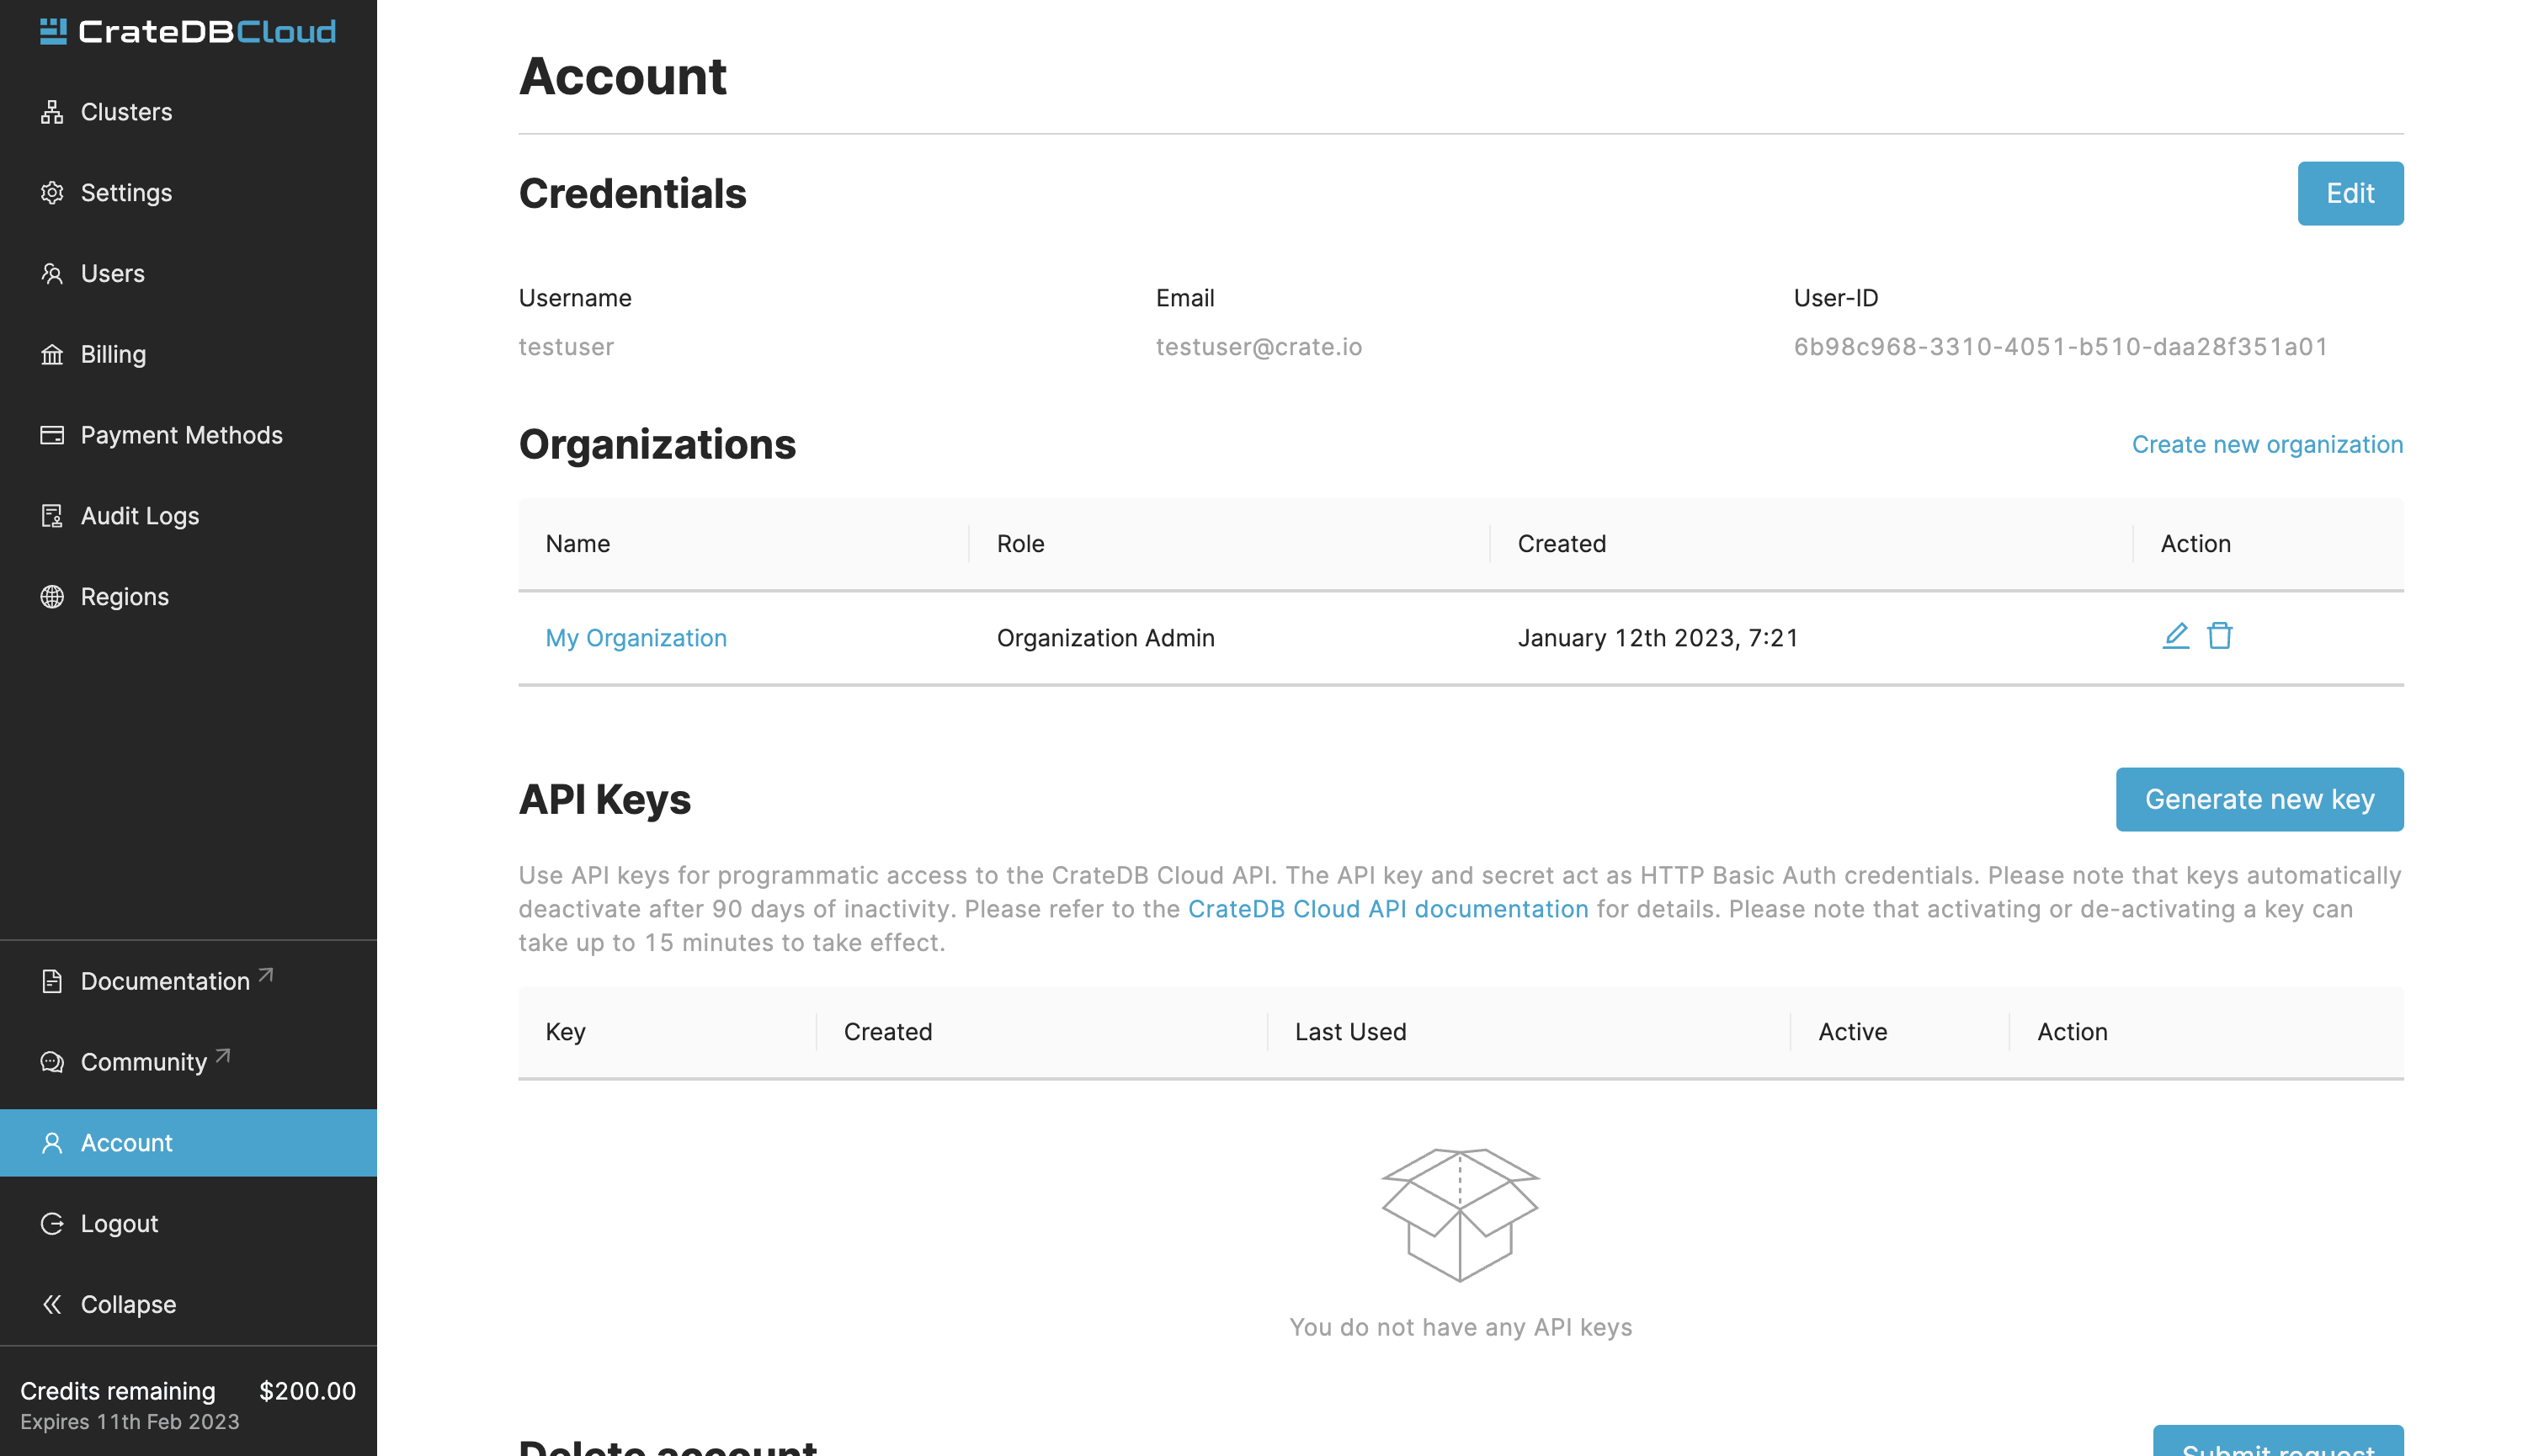 CrateDBCloud
Clusters
Settings
Users
Billing
Payment Methods
Audit Logs
Regions
Documentation
Community
Account
Logout
Collapse
Credits remaining $200.00
Expires 11th Feb 2023
Account
Credentials Edit
Username Email User-ID
testuser testuser@crate.io 6b98c968-3310-4051-b510-daa28f351a01
Organizations Create new organization
Name Role Created Action
My Organization Organization Admin January 12th 2023, 7:21
API Keys Generate new key
Use API keys for programmatic access to the CrateDB Cloud API. The API key and secret act as HTTP Basic Auth credentials. Please note that keys automatically
deactivate after 90 days of inactivity. Please refer to the CrateDB Cloud API documentation for details. Please note that activating or de-activating a key can
take up to 15 minutes to take effect.
Key Created Last Used Active Action
You do not have any API keys
Delete account Submit request